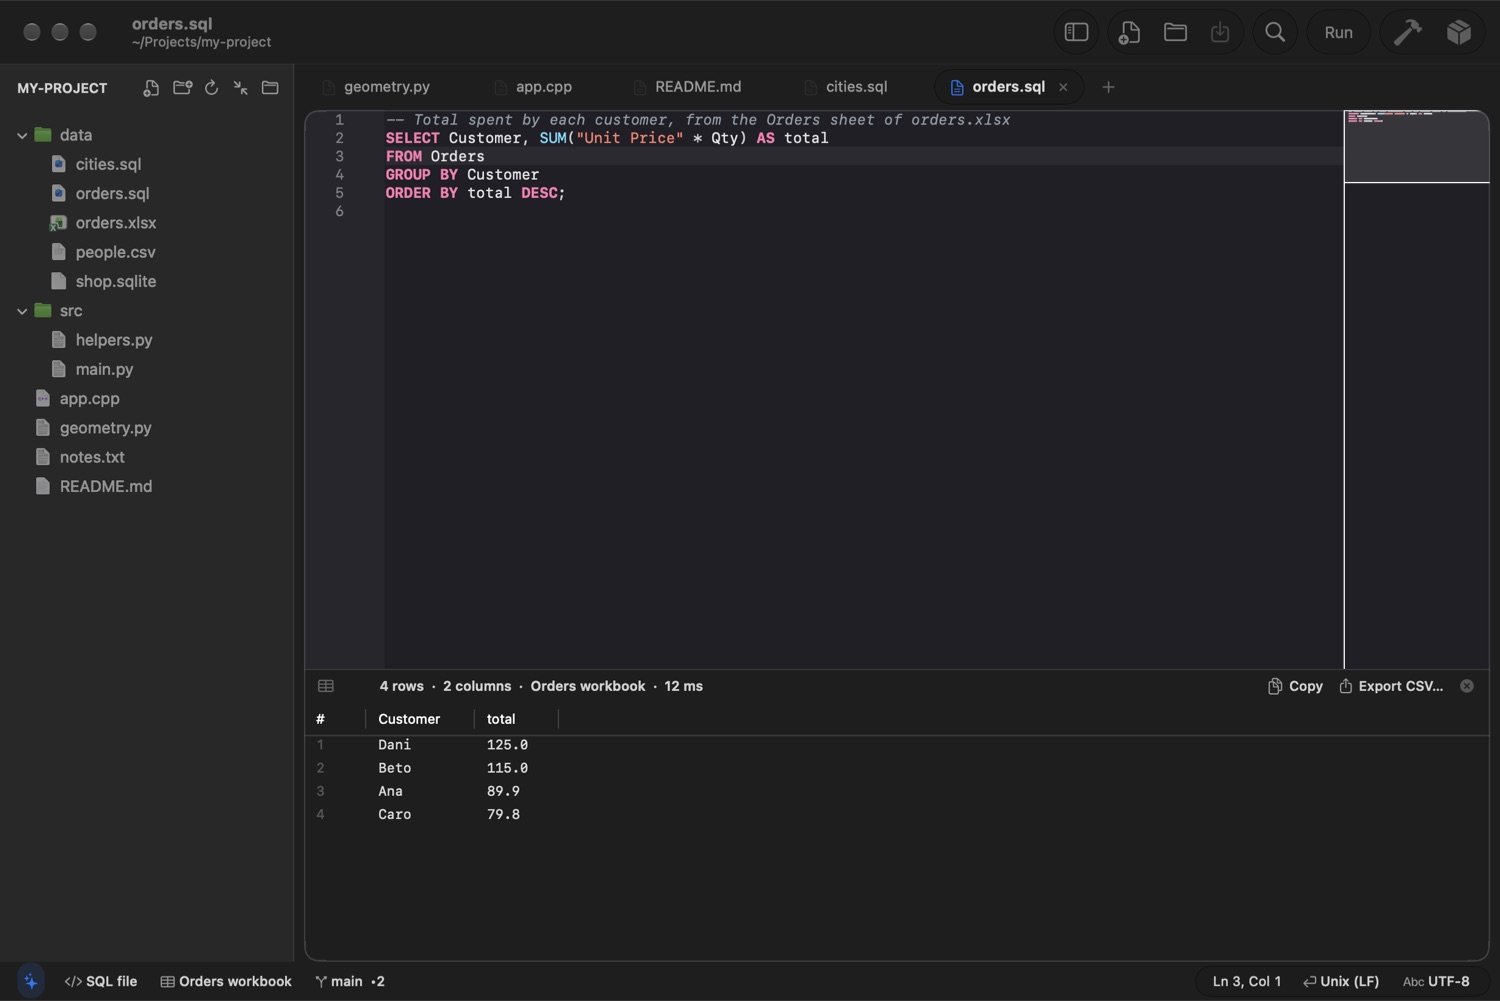 orders.sql
~/Projects/my-project
Run
MY-PROJECT
data
cities.sql
orders.sql
orders.xlsx
people.csv
shop.sqlite
src
helpers.py
main.py
app.cpp
geometry.py
notes.txt
README.md
geometry.py app.cpp README.md cities.sql orders.sql
1 -- Total spent by each customer, from the Orders sheet of orders.xlsx
2 SELECT Customer, SUM("Unit Price" * Qty) AS total
3 FROM Orders
4 GROUP BY Customer
5 ORDER BY total DESC;
6
4 rows · 2 columns · Orders workbook · 12 ms Copy Export CSV...
# Customer total
1 Dani 125.0
2 Beto 115.0
3 Ana 89.9
4 Caro 79.8
</> SQL file Orders workbook main •2 Ln 3, Col 1 Unix (LF) Abc UTF-8